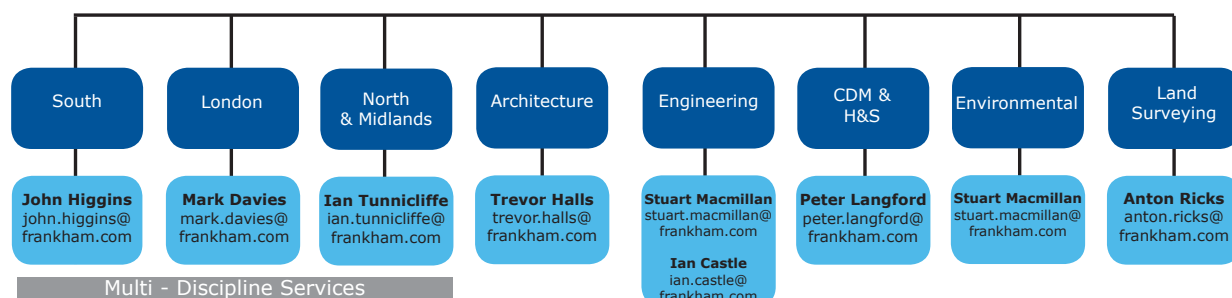 South
London
North
& Midlands
Architecture
Engineering
CDM &
H&S
Environmental
Land
Surveying
John Higgins
john.higgins@
frankham.com
Mark Davies
mark.davies@
frankham.com
Ian Tunnicliffe
ian.tunnicliffe@
frankham.com
Trevor Halls
trevor.halls@
frankham.com
Stuart Macmillan
stuart.macmillan@
frankham.com
Ian Castle
ian.castle@
frankham.com
Peter Langford
peter.langford@
frankham.com
Stuart Macmillan
stuart.macmillan@
frankham.com
Anton Ricks
anton.ricks@
frankham.com
Multi - Discipline Services